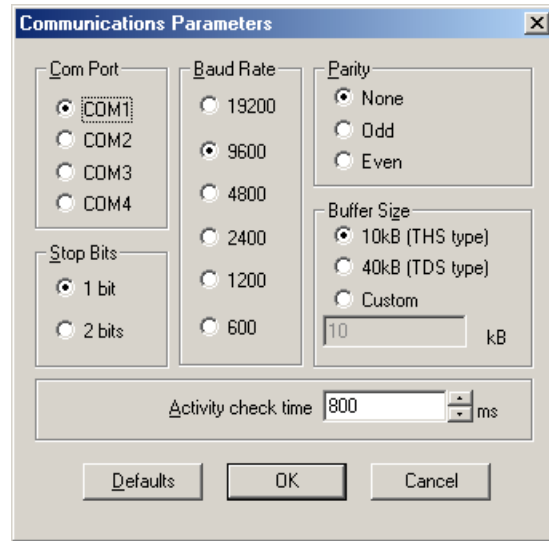 Communications Parameters
Com Port
COM1
COM2
COM3
COM4
Stop Bits
1 bit
2 bits
Baud Rate
19200
9600
4800
2400
1200
600
Parity
None
Odd
Even
Buffer Size
10kB (THS type)
40kB (TDS type)
Custom
10 kB
Activity check time 800 ms
Defaults OK Cancel